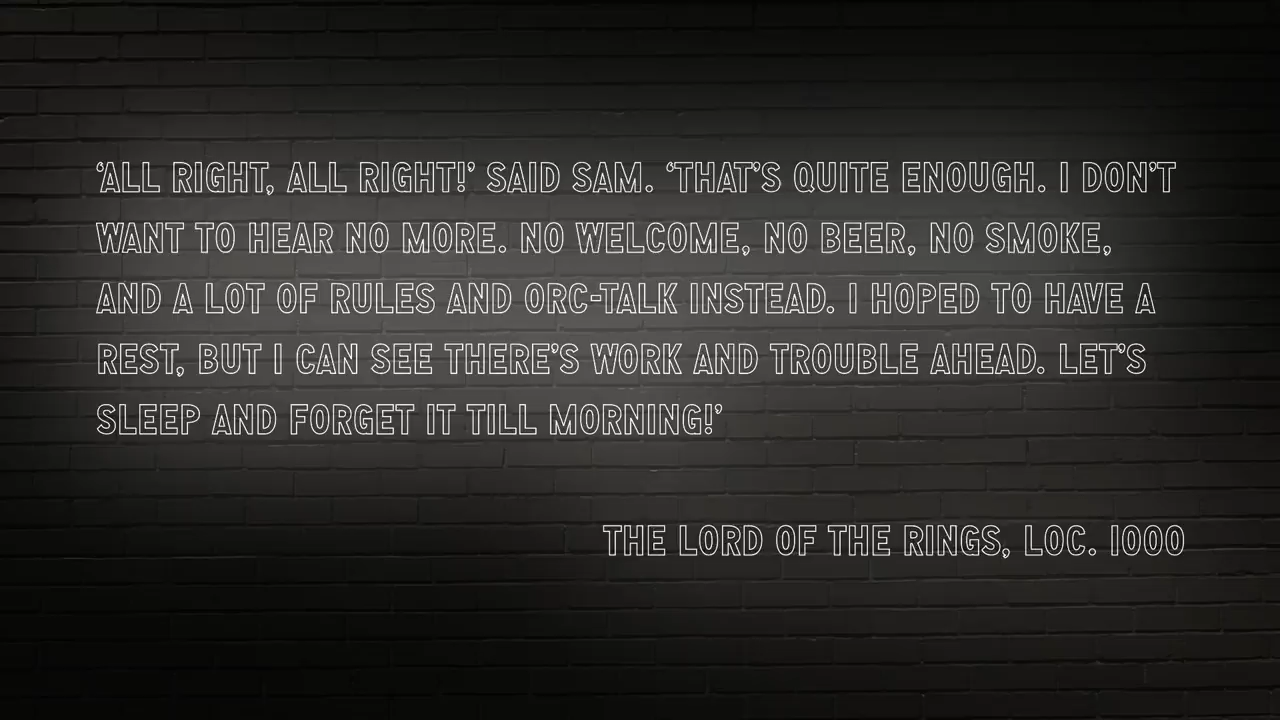 ‘ALL RIGHT, ALL RIGHT!’ SAID SAM. ‘THAT’S QUITE ENOUGH. I DON’T
WANT TO HEAR NO MORE. NO WELCOME, NO BEER, NO SMOKE,
AND A LOT OF RULES AND ORC-TALK INSTEAD. I HOPED TO HAVE A
REST, BUT I CAN SEE THERE’S WORK AND TROUBLE AHEAD. LET’S
SLEEP AND FORGET IT TILL MORNING!’
THE LORD OF THE RINGS, LOC. 1000